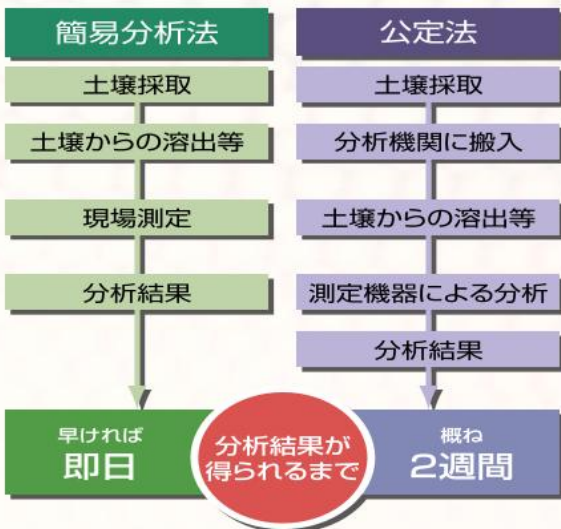 簡易分析法
土壌採取
土壌からの溶出等
現場測定
分析結果
早ければ
即日
公定法
土壌採取
分析機関に搬入
土壌からの溶出等
測定機器による分析
分析結果
概ね
2週間
分析結果が
得られるまで